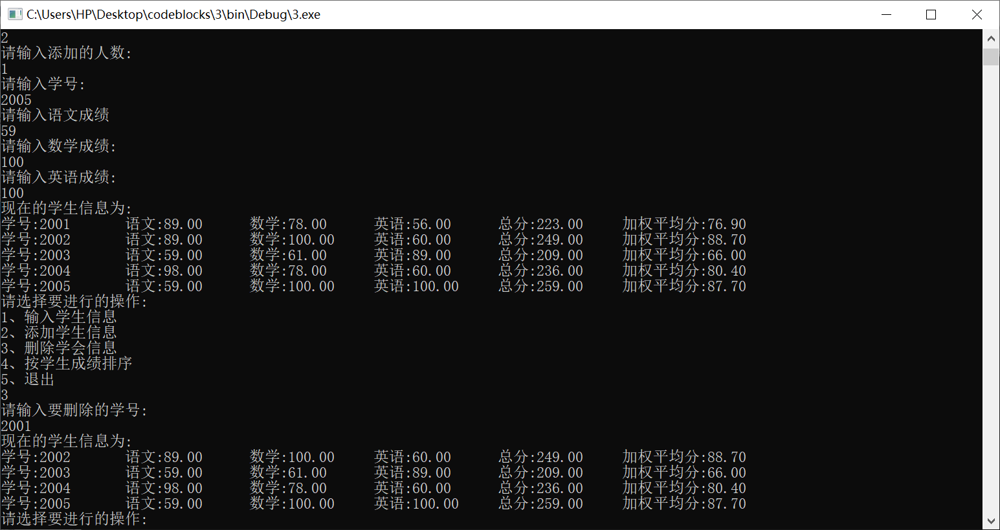 C:\Users\HP\Desktop\codeblocks\3\bin\Debug\3.exe
2
请输入添加的人数:
1
请输入学号:
2005
请输入语文成绩
59
请输入数学成绩:
100
请输入英语成绩:
100
现在的学生信息为:
学号:2001 语文:89.00 数学:78.00 英语:56.00 总分:223.00 加权平均分:76.90
学号:2002 语文:89.00 数学:100.00 英语:60.00 总分:249.00 加权平均分:88.70
学号:2003 语文:59.00 数学:61.00 英语:89.00 总分:209.00 加权平均分:66.00
学号:2004 语文:98.00 数学:78.00 英语:60.00 总分:236.00 加权平均分:80.40
学号:2005 语文:59.00 数学:100.00 英语:100.00 总分:259.00 加权平均分:87.70
请选择要进行的操作:
1、输入学生信息
2、添加学生信息
3、删除学会信息
4、按学生成绩排序
5、退出
3
请输入要删除的学号:
2001
现在的学生信息为:
学号:2002 语文:89.00 数学:100.00 英语:60.00 总分:249.00 加权平均分:88.70
学号:2003 语文:59.00 数学:61.00 英语:89.00 总分:209.00 加权平均分:66.00
学号:2004 语文:98.00 数学:78.00 英语:60.00 总分:236.00 加权平均分:80.40
学号:2005 语文:59.00 数学:100.00 英语:100.00 总分:259.00 加权平均分:87.70
请选择要进行的操作: